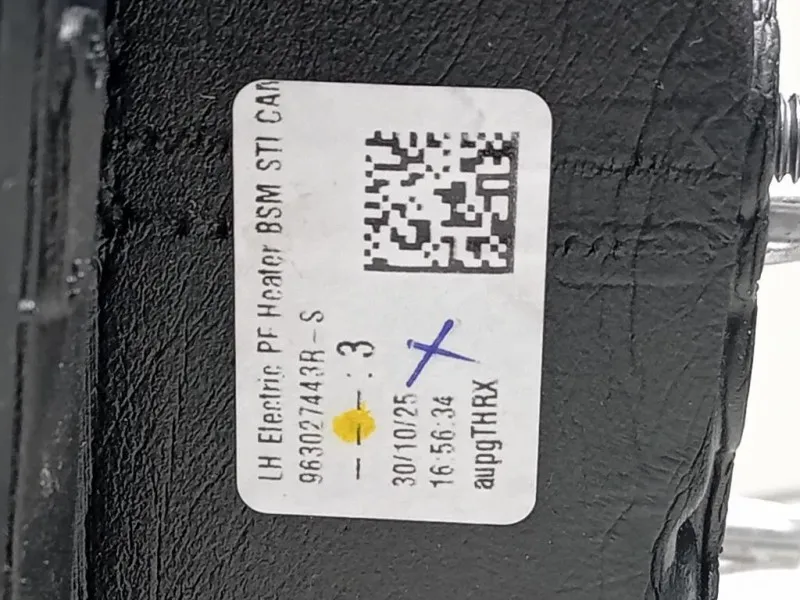 LH Electric PF Heater BSM STI CAN
963027443R-S
---:3
30/10/25
16:56:34
aupgTHRX